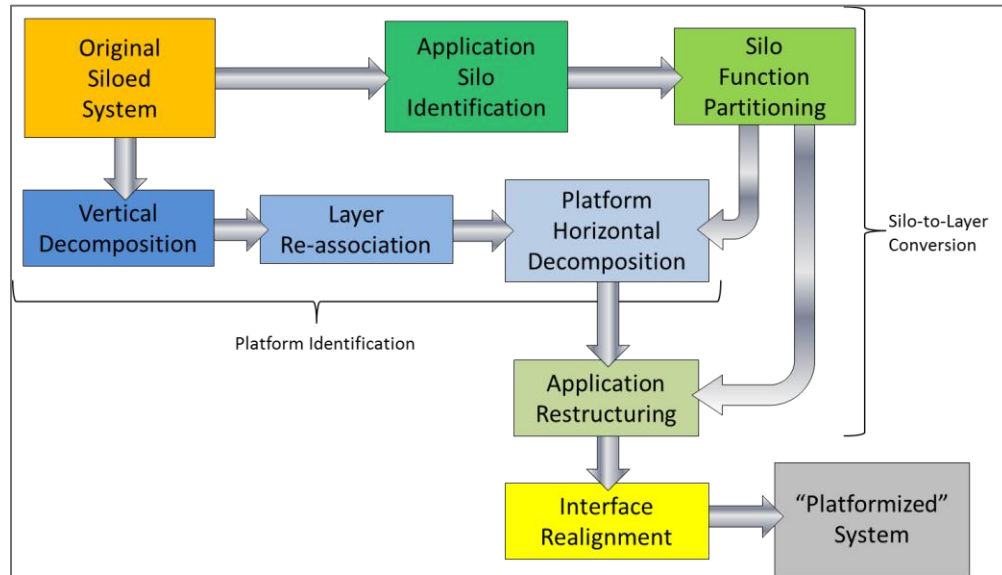 Original
Siloed
System
Application
Silo
Identification
Silo
Function
Partitioning
Vertical
Decomposition
Layer
Re-association
Platform
Horizontal
Decomposition
Silo-to-Layer
Conversion
Platform Identification
Application
Restructuring
Interface
Realignment
“Platformized”
System